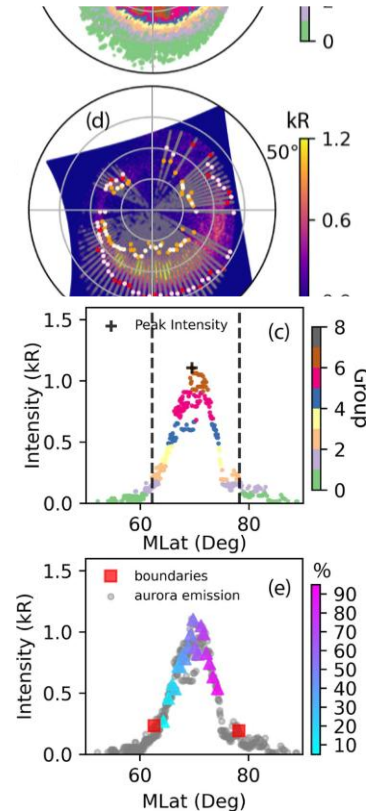 0
(d)
kR
50°
1.2
0.6
1.5
+ Peak Intensity
(c)
8
1.0
6
Intensity (kR)
4
Group
0.5
2
0.0
0
60
80
MLat (Deg)
1.5
boundaries
(e)
%
aurora emission
90
80
1.0
70
60
Intensity (kR)
50
40
0.5
30
20
0.0
10
60
80
MLat (Deg)